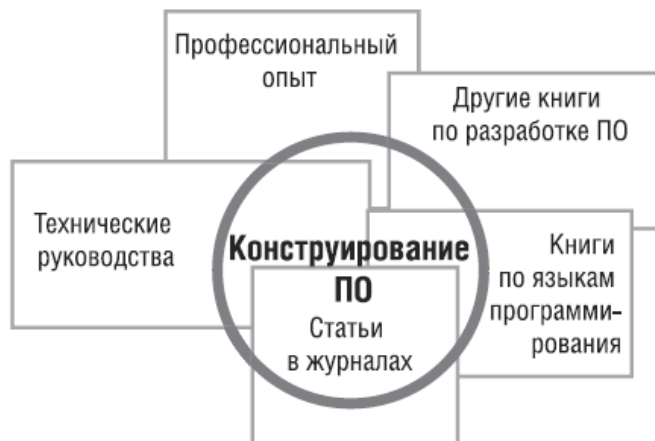 Профессиональный
опыт
Другие книги
по разработке ПО
Технические
руководства
Конструирование
ПО
Книги
по языкам
программи-
рования
Статьи
в журналах